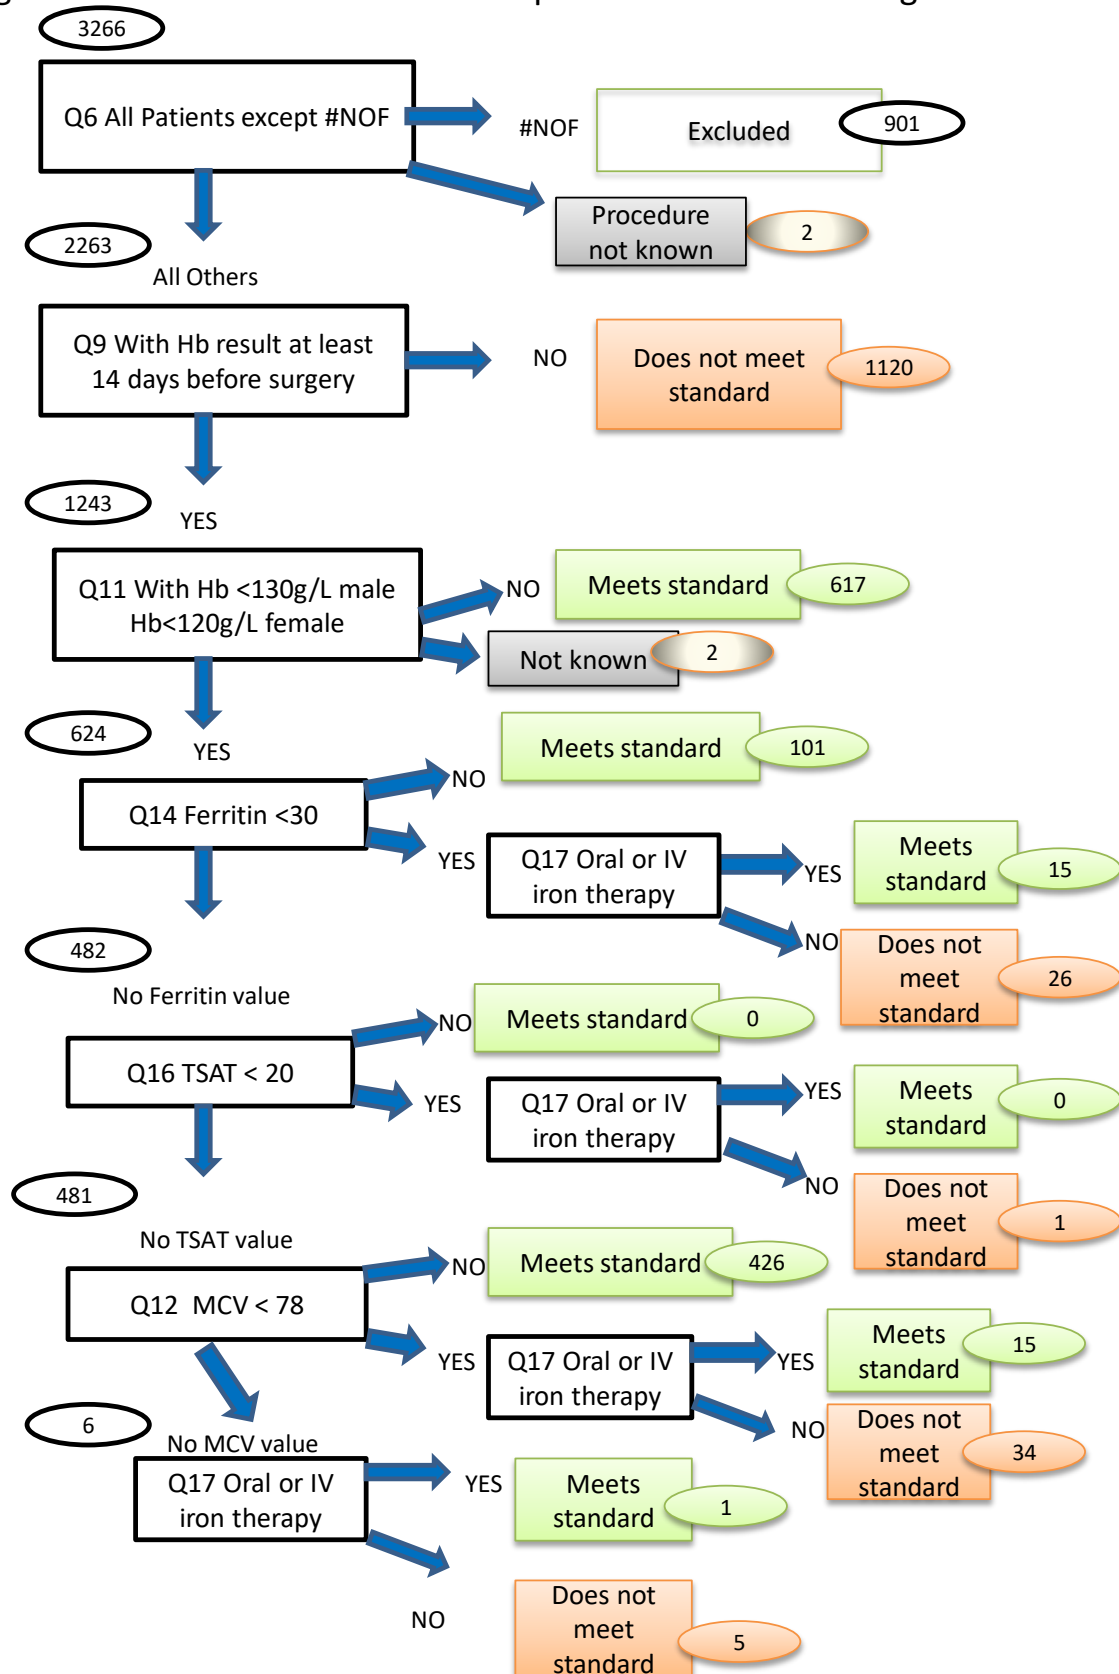 3266
Q6 All Patients except #NOF
#NOF
Excluded
901
Procedure
not known
2
2263
All Others
Q9 With Hb result at least
14 days before surgery
NO
Does not meet
standard
1120
1243
YES
Q11 With Hb <130g/L male
Hb<120g/L female
NO
Meets standard
617
Not known
2
624
YES
Meets standard
101
NO
Q14 Ferritin <30
YES
Q17 Oral or IV
iron therapy
YES
Meets
standard
15
NO
Does not
meet
standard
26
482
No Ferritin value
NO
Meets standard
0
Q16 TSAT < 20
YES
Q17 Oral or IV
iron therapy
YES
Meets
standard
0
NO
Does not
meet
standard
1
481
No TSAT value
NO
Meets standard
426
Q12 MCV < 78
YES
Q17 Oral or IV
iron therapy
YES
Meets
standard
15
NO
Does not
meet
standard
34
6
No MCV value
Q17 Oral or IV
iron therapy
YES
Meets
standard
1
NO
Does not
meet
standard
5